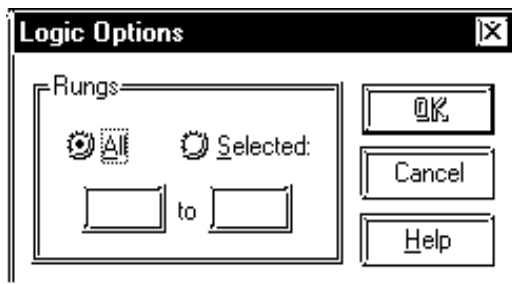 Logic Options
Rungs
All
Selected:
to
OK
Cancel
Help